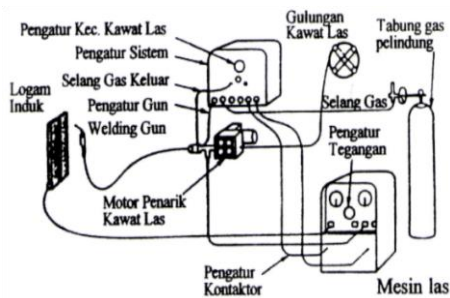 Pengatur Kec. Kawat Las
Pengatur Sistem
Selang Gas Keluar
Pengatur Gun
Welding Gun
Logam
Induk
Gulungan
Kawat Las
Tabung gas
pelindung
Selang Gas
Pengatur
Tegangan
Motor Penarik
Kawat Las
Pengatur
Kontaktor
Mesin las